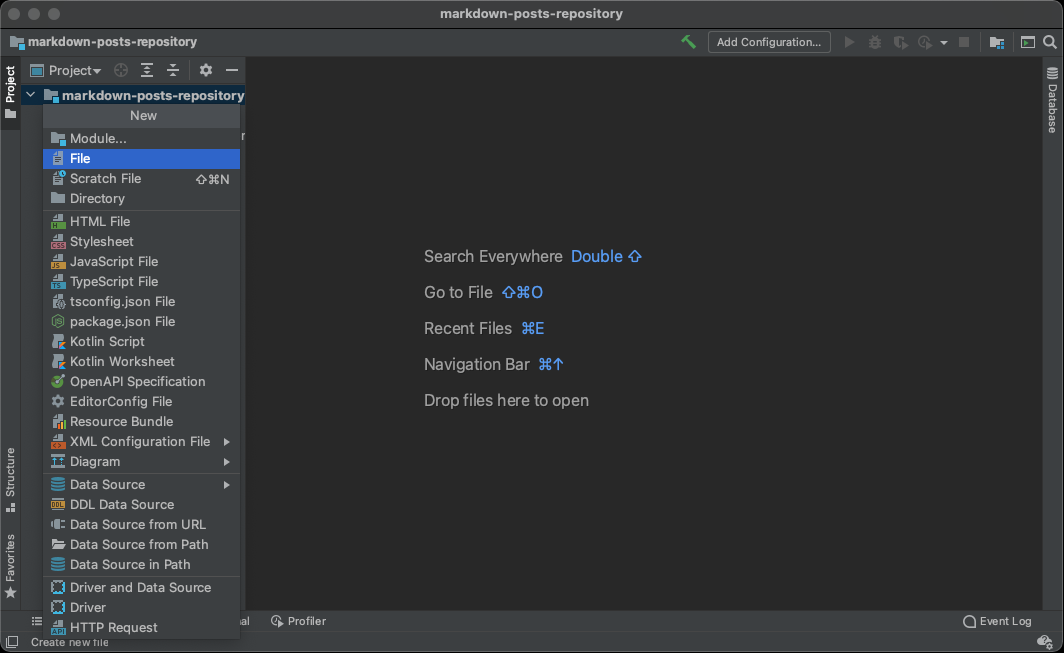 markdown-posts-repository
markdown-posts-repository
Add Configuration...
Project
Project
markdown-posts-repository
New
Module...
File
Scratch File ⇧⌘N
Directory
HTML File
Stylesheet
JavaScript File
TypeScript File
tsconfig.json File
package.json File
Kotlin Script
Kotlin Worksheet
OpenAPI Specification
EditorConfig File
Resource Bundle
XML Configuration File
Diagram
Data Source
DDL Data Source
Data Source from URL
Data Source from Path
Data Source in Path
Driver and Data Source
Driver
HTTP Request
Search Everywhere Double ⇧
Go to File ⇧⌘O
Recent Files ⌘E
Navigation Bar ⌘↑
Drop files here to open
Database
Structure
Favorites
Profiler
Event Log
Create new file